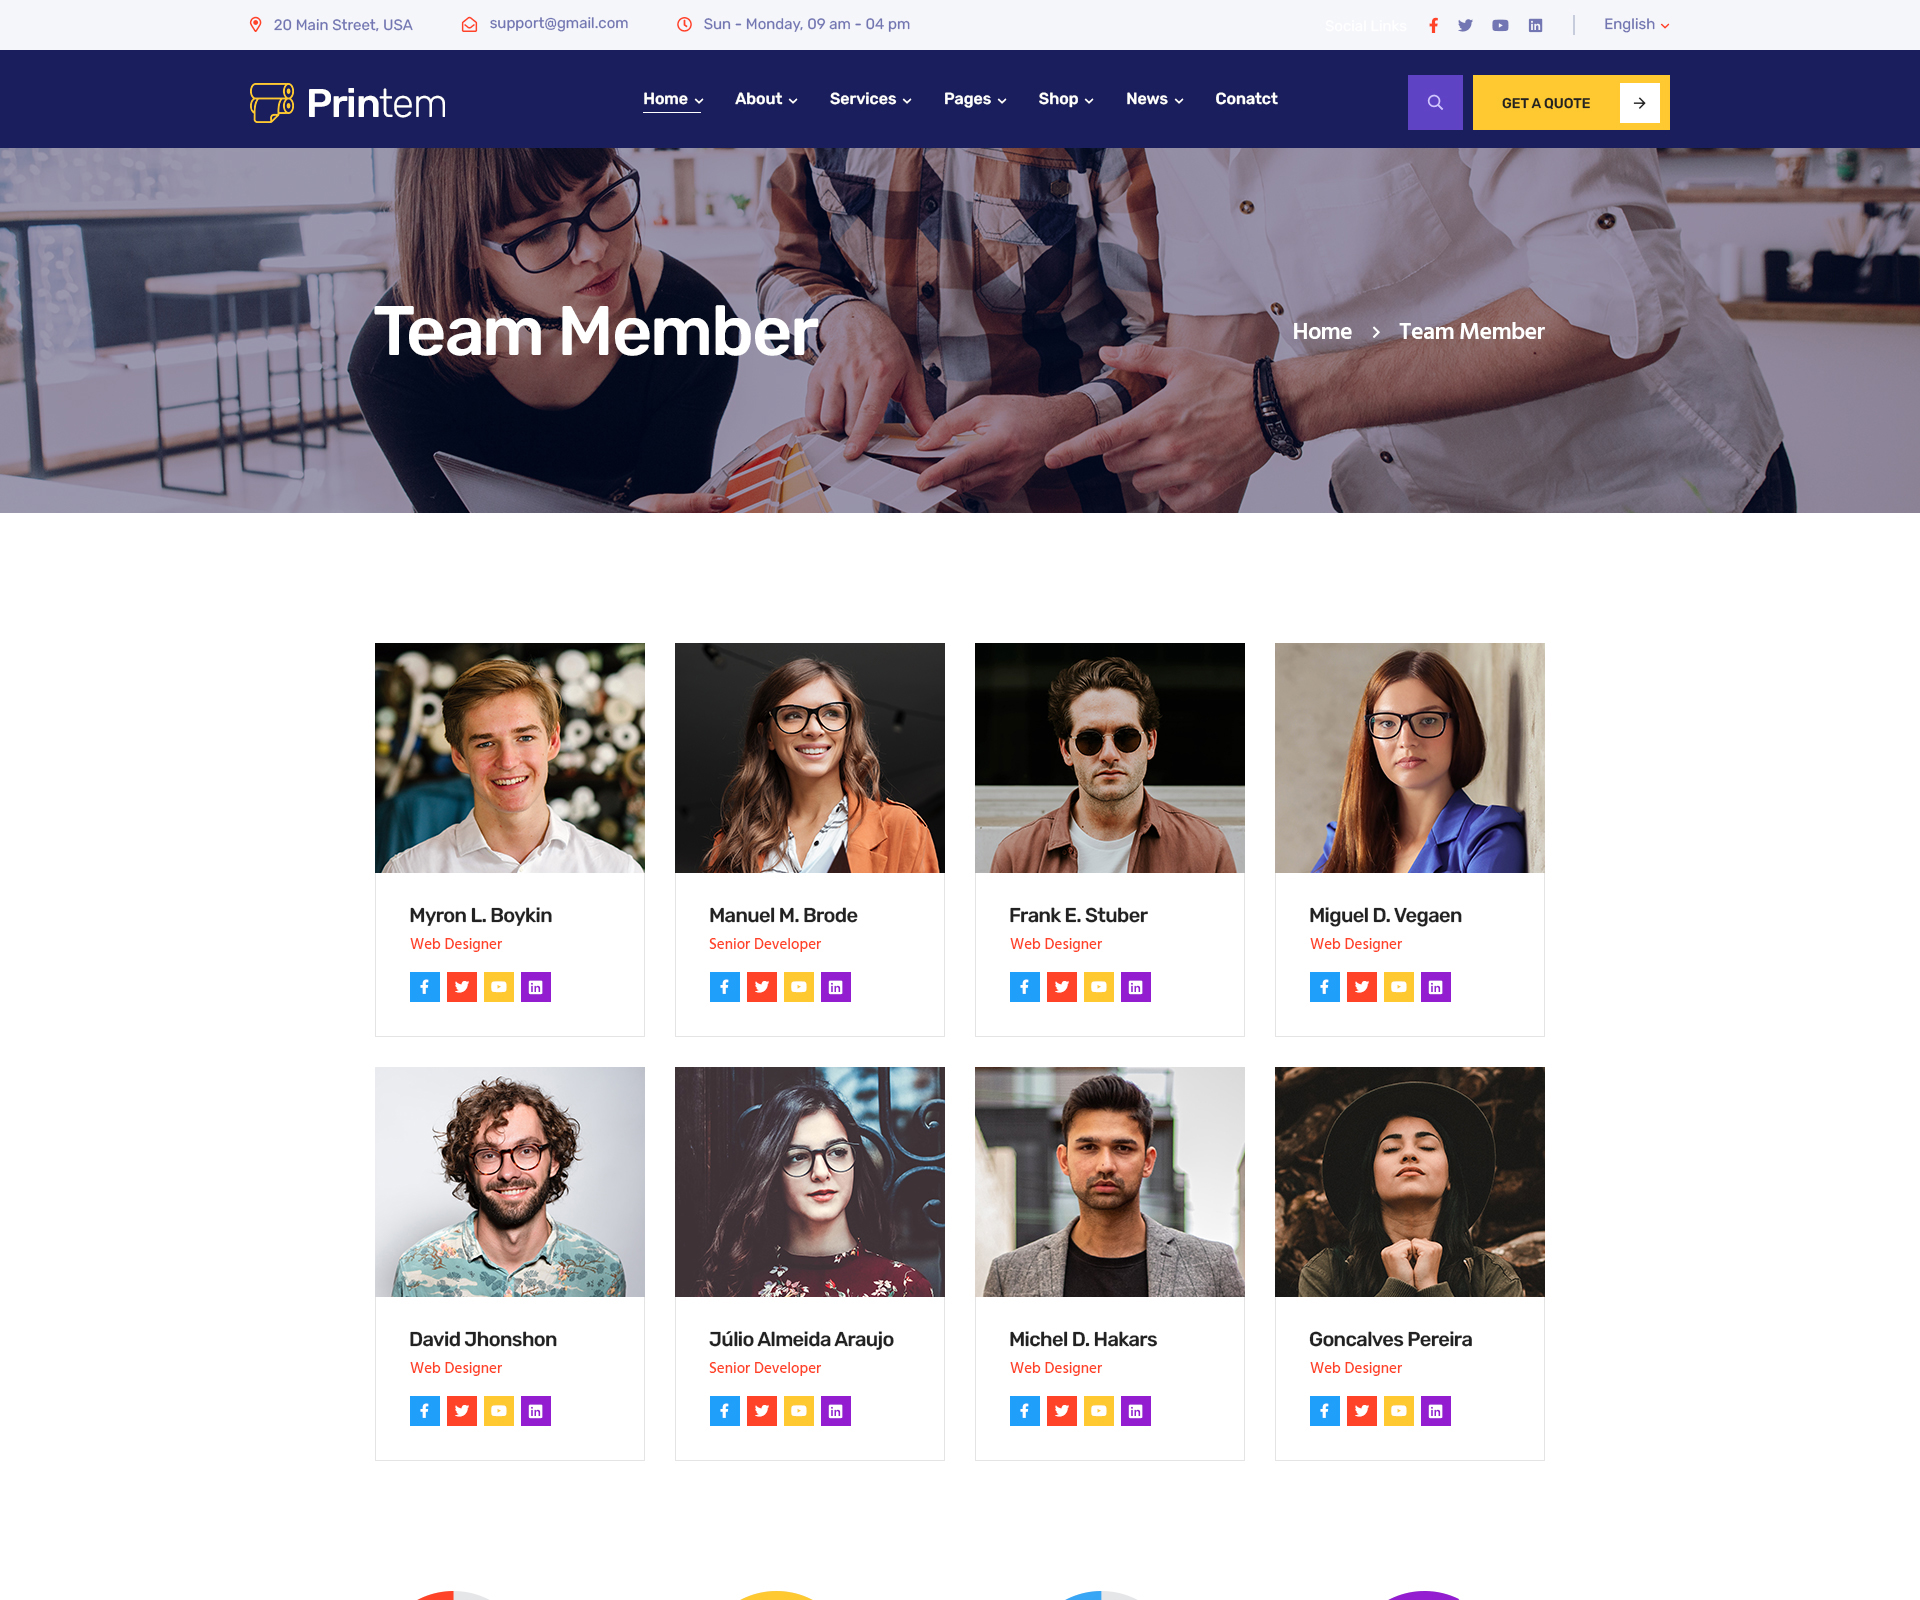 20 Main Street, USA
support@gmail.com
Sun - Monday, 09 am - 04 pm
Social Links
English
Printem
Home
About
Services
Pages
Shop
News
Conatct
GET A QUOTE
Team Member
Home > Team Member
Myron L. Boykin
Web Designer
Manuel M. Brode
Senior Developer
Frank E. Stuber
Web Designer
Miguel D. Vegaen
Web Designer
David Jhonshon
Web Designer
Júlio Almeida Araujo
Senior Developer
Michel D. Hakars
Web Designer
Goncalves Pereira
Web Designer